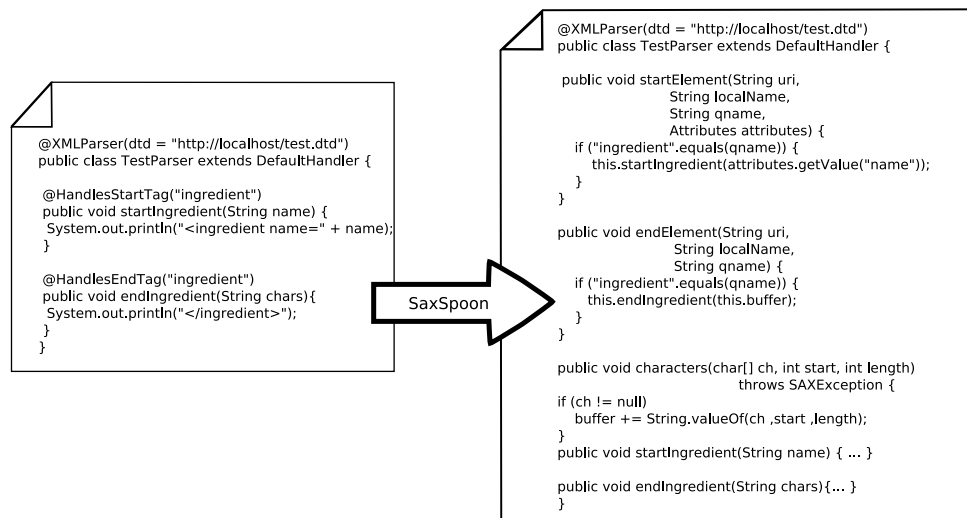 @XMLParser(dtd = "http://localhost/test.dtd")
public class TestParser extends DefaultHandler {
@HandlesStartTag("ingredient")
public void startIngredient(String name) {
System.out.println("<ingredient name=" + name);
}
@HandlesEndTag("ingredient")
public void endIngredient(String chars){
System.out.println("</ingredient>");
}
}
SaxSpoon
@XMLParser(dtd = "http://localhost/test.dtd")
public class TestParser extends DefaultHandler {
public void startElement(String uri,
String localName,
String qname,
Attributes attributes) {
if ("ingredient".equals(qname)) {
this.startIngredient(attributes.getValue("name"));
}
}
public void endElement(String uri,
String localName,
String qname) {
if ("ingredient".equals(qname)) {
this.endIngredient(this.buffer);
}
}
public void characters(char[] ch, int start, int length)
throws SAXException {
if (ch != null)
buffer += String.valueOf(ch ,start ,length);
}
public void startIngredient(String name) { ... }
public void endIngredient(String chars){... }
}